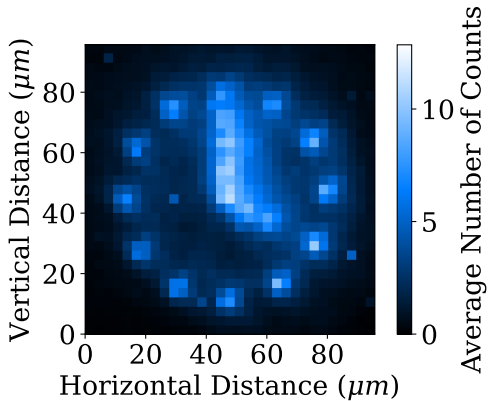 80
60
40
20
0
0 20 40 60 80
Vertical Distance (μm)
Horizontal Distance (μm)
10
5
0
Average Number of Counts